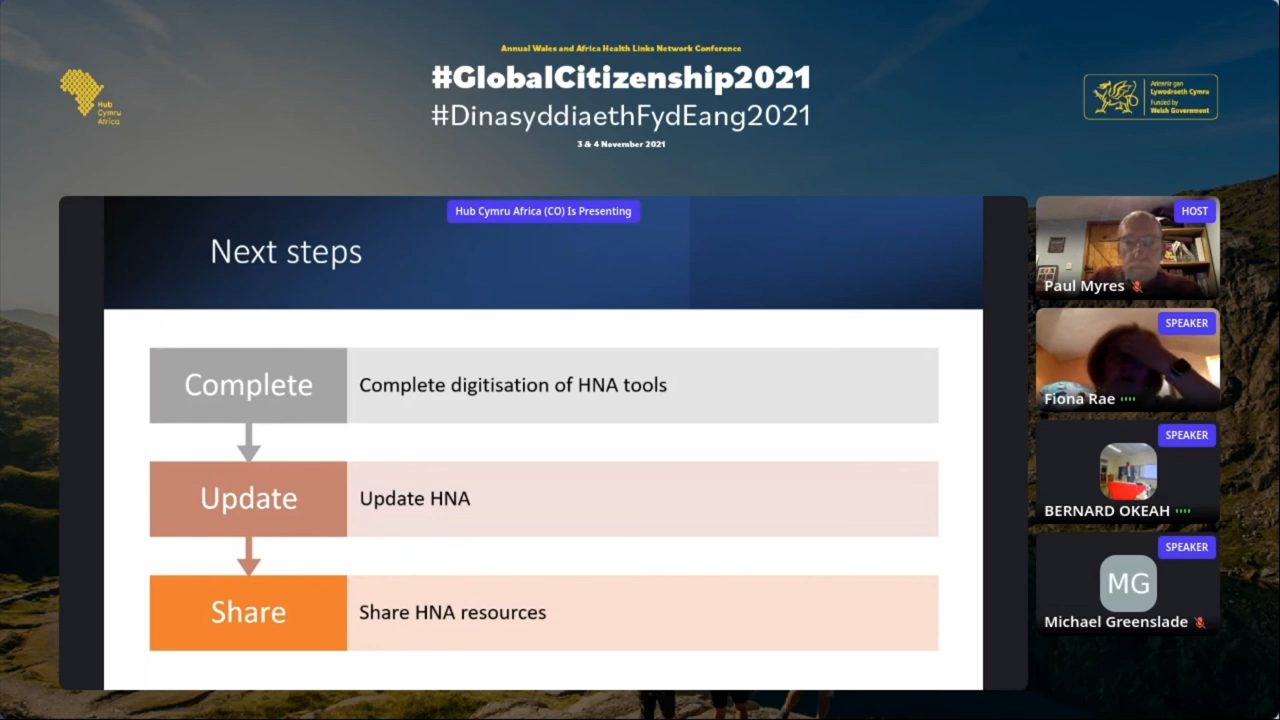 Annual Wales and Africa Health Links Network Conference
#GlobalCitizenship2021
#DinasyddiaethFydEang2021
3 & 4 November 2021
Hub
Cymru
Africa
Ariennir gan
Lywodraeth Cymru
Funded by
Welsh Government
Hub Cymru Africa (CO) Is Presenting
Next steps
Complete
Complete digitisation of HNA tools
Update
Update HNA
Share
Share HNA resources
HOST
Paul Myres
SPEAKER
Fiona Rae
SPEAKER
BERNARD OKEAH
SPEAKER
MG
Michael Greenslade